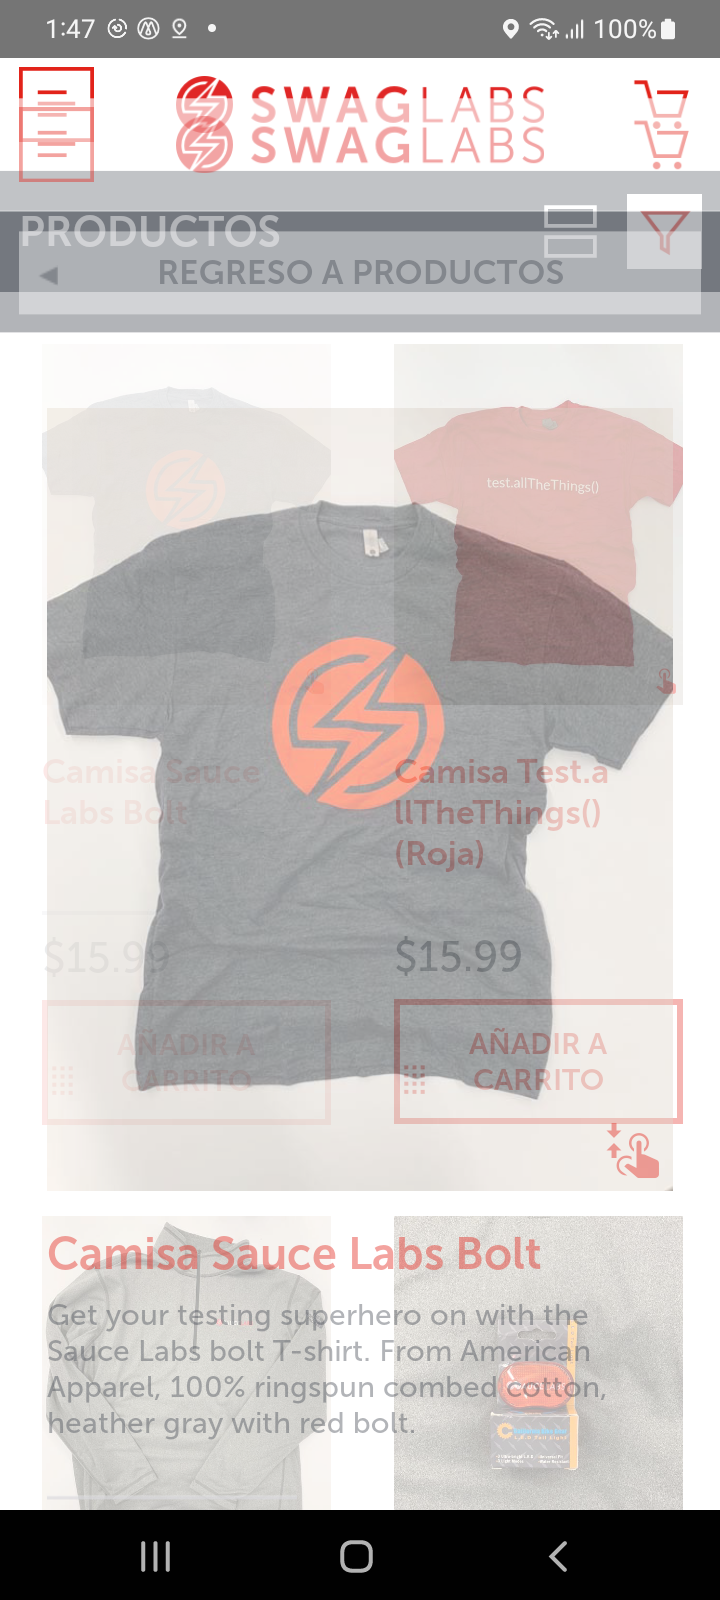 1:47
100%
SWAGLABS
SWAGLABS
PRODUCTOS
REGRESO A PRODUCTOS
test.allTheThings()
Camisa Sauce
Labs Bolt
Camisa Test.a
llTheThings()
(Roja)
$15.99
$15.99
AÑADIR A
CARRITO
AÑADIR A
CARRITO
Camisa Sauce Labs Bolt
Get your testing superhero on with the
Sauce Labs bolt T-shirt. From American
Apparel, 100% ringspun combed cotton,
heather gray with red bolt.